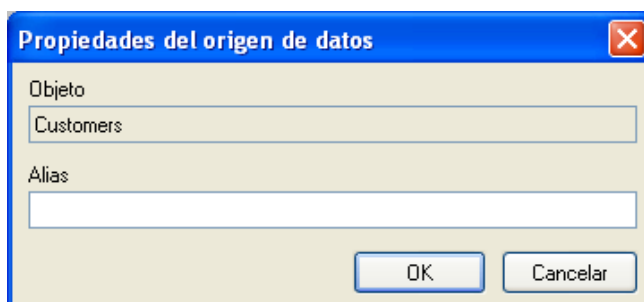 Propiedades del origen de datos
Objeto
Customers
Alias
OK Cancelar